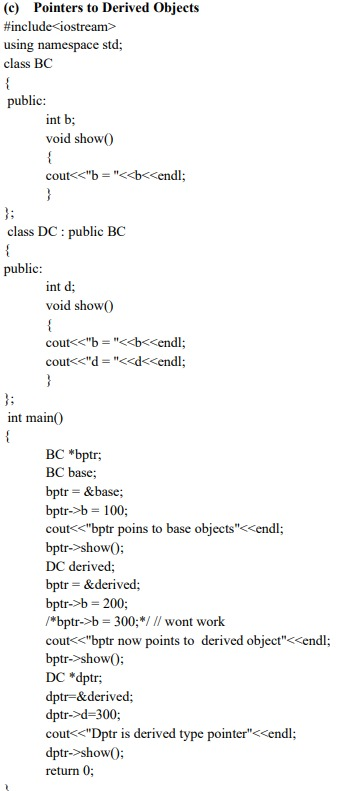 (c) Pointers to Derived Objects
#include<iostream>
using namespace std;
class BC
{
public:
int b;
void show()
{
cout<<"b = "<<b<<endl;
}
};
class DC : public BC
{
public:
int d;
void show()
{
cout<<"b = "<<b<<endl;
cout<<"d = "<<d<<endl;
}
};
int main()
{
BC *bptr;
BC base;
bptr = &base;
bptr->b = 100;
cout<<"bptr poins to base objects"<<endl;
bptr->show();
DC derived;
bptr = &derived;
bptr->b = 200;
/*bptr->b = 300;*/ // wont work
cout<<"bptr now points to derived object"<<endl;
bptr->show();
DC *dptr;
dptr=&derived;
dptr->d=300;
cout<<"Dptr is derived type pointer"<<endl;
dptr->show();
return 0;
}